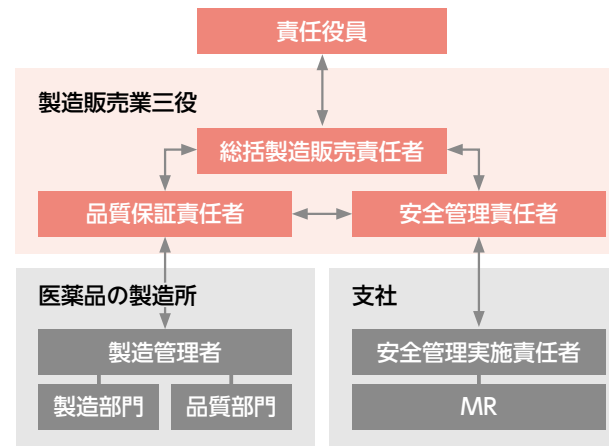 責任役員
製造販売業三役
総括製造販売責任者
品質保証責任者
安全管理責任者
医薬品の製造所
支社
製造管理者
安全管理実施責任者
製造部門
品質部門
MR